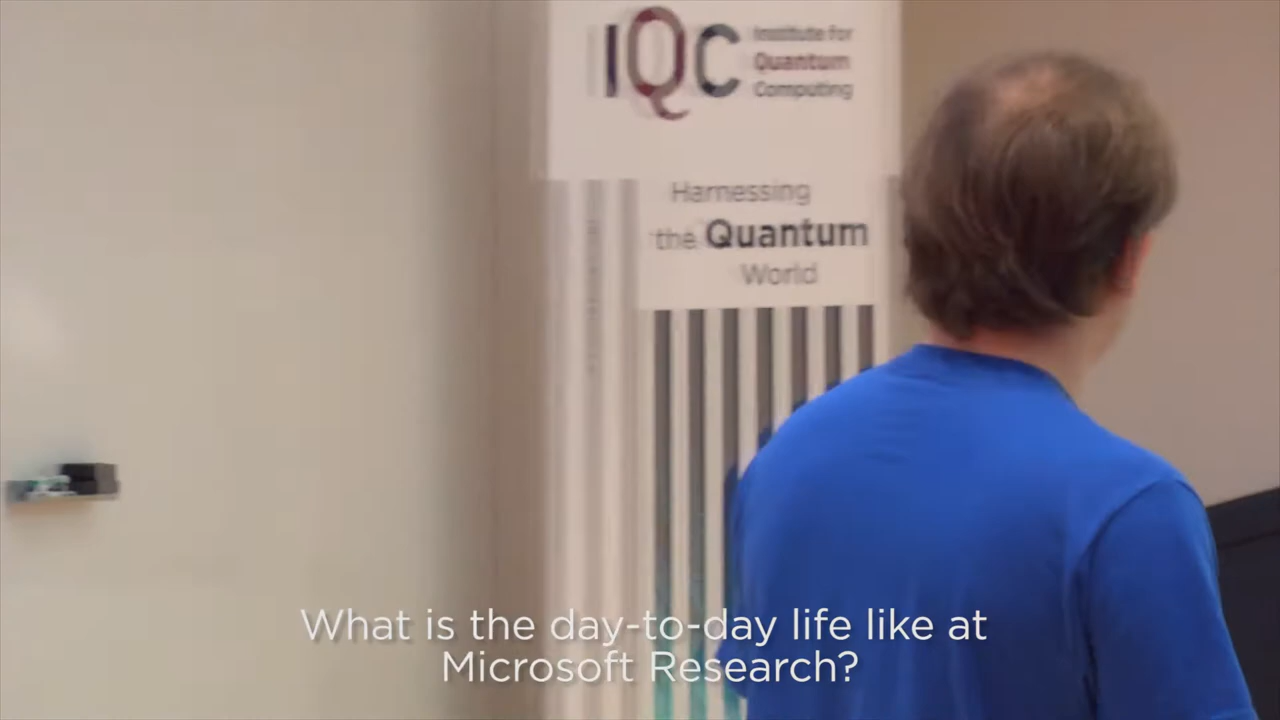 IQC
Institute for
Quantum
Computing
Harnessing
the Quantum
World
What is the day-to-day life like at
Microsoft Research?